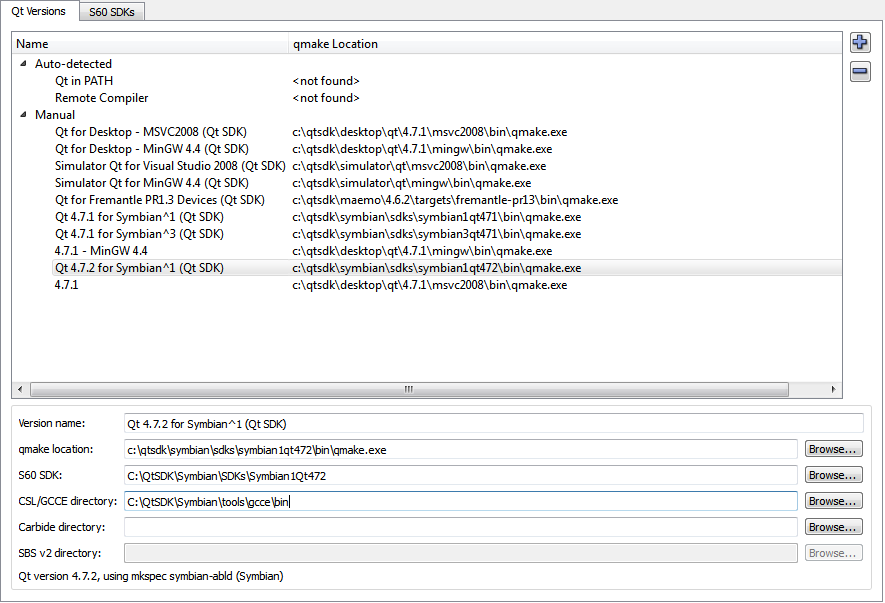 Qt Versions S60 SDKs
Name qmake Location
Auto-detected
Qt in PATH <not found>
Remote Compiler <not found>
Manual
Qt for Desktop - MSVC2008 (Qt SDK) c:\qtsdk\desktop\qt\4.7.1\msvc2008\bin\qmake.exe
Qt for Desktop - MinGW 4.4 (Qt SDK) c:\qtsdk\desktop\qt\4.7.1\mingw\bin\qmake.exe
Simulator Qt for Visual Studio 2008 (Qt SDK) c:\qtsdk\simulator\qt\msvc2008\bin\qmake.exe
Simulator Qt for MinGW 4.4 (Qt SDK) c:\qtsdk\simulator\qt\mingw\bin\qmake.exe
Qt for Fremantle PR1.3 Devices (Qt SDK) c:\qtsdk\maemo\4.6.2\targets\fremantle-pr13\bin\qmake.exe
Qt 4.7.1 for Symbian^1 (Qt SDK) c:\qtsdk\symbian\sdks\symbian1qt471\bin\qmake.exe
Qt 4.7.1 for Symbian^3 (Qt SDK) c:\qtsdk\symbian\sdks\symbian3qt471\bin\qmake.exe
4.7.1 - MinGW 4.4 c:\qtsdk\desktop\qt\4.7.1\mingw\bin\qmake.exe
Qt 4.7.2 for Symbian^1 (Qt SDK) c:\qtsdk\symbian\sdks\symbian1qt472\bin\qmake.exe
4.7.1 c:\qtsdk\desktop\qt\4.7.1\msvc2008\bin\qmake.exe
Version name: Qt 4.7.2 for Symbian^1 (Qt SDK)
qmake location: c:\qtsdk\symbian\sdks\symbian1qt472\bin\qmake.exe Browse...
S60 SDK: C:\QtSDK\Symbian\SDKs\Symbian1Qt472 Browse...
CSL/GCCE directory: C:\QtSDK\Symbian\tools\gcce\bin Browse...
Carbide directory: Browse...
SBS v2 directory: Browse...
Qt version 4.7.2, using mkspec symbian-abld (Symbian)